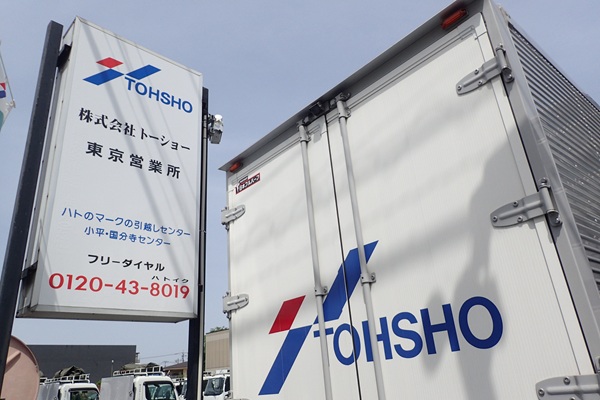 TOHSHO
株式会社トーショー
東京営業所
ハトのマークの引越しセンター
小平・国分寺センター
フリーダイヤル
ハトイク
0120-43-8019
TOHSHO